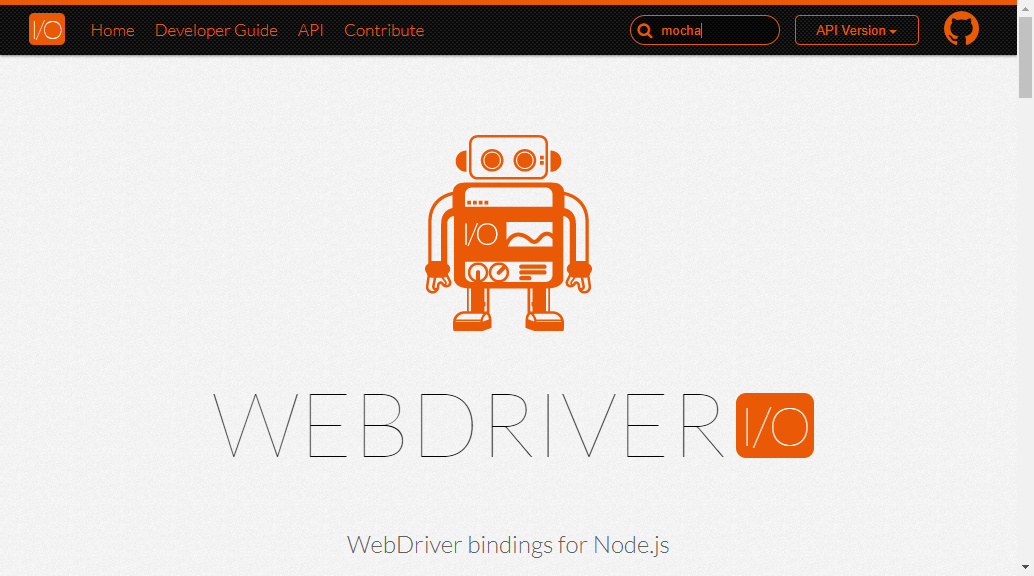 I/O Home Developer Guide API Contribute mocha API Version
I/O
WEBDRIVER I/O
WebDriver bindings for Node.js